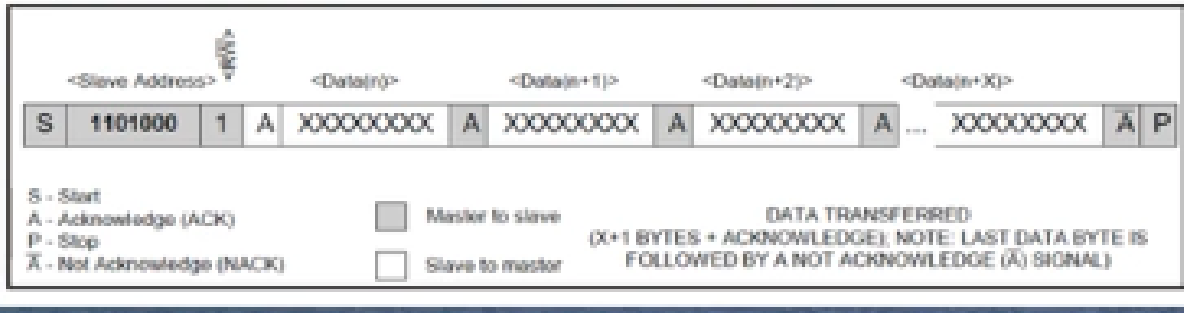 <R/W>
<Slave Address> <Data(n)> <Data(n+1)> <Data(n+2)> <Data(n+X)>
S 1101000 1 A XXXXXXXX A XXXXXXXX A XXXXXXXX A ... XXXXXXXX A̅ P
S - Start
A - Acknowledge (ACK)
P - Stop
A̅ - Not Acknowledge (NACK)
Master to slave
Slave to master
DATA TRANSFERRED
(X+1 BYTES + ACKNOWLEDGE); NOTE: LAST DATA BYTE IS
FOLLOWED BY A NOT ACKNOWLEDGE (A̅) SIGNAL)